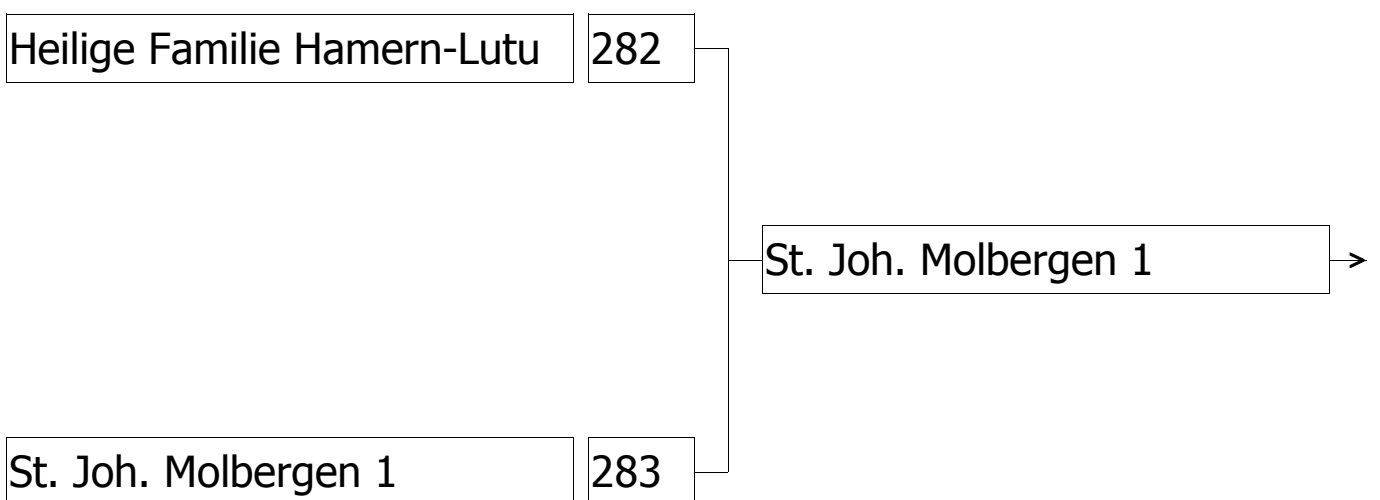 Heilige Familie Hamern-Lutu 282
St. Joh. Molbergen 1
St. Joh. Molbergen 1 283